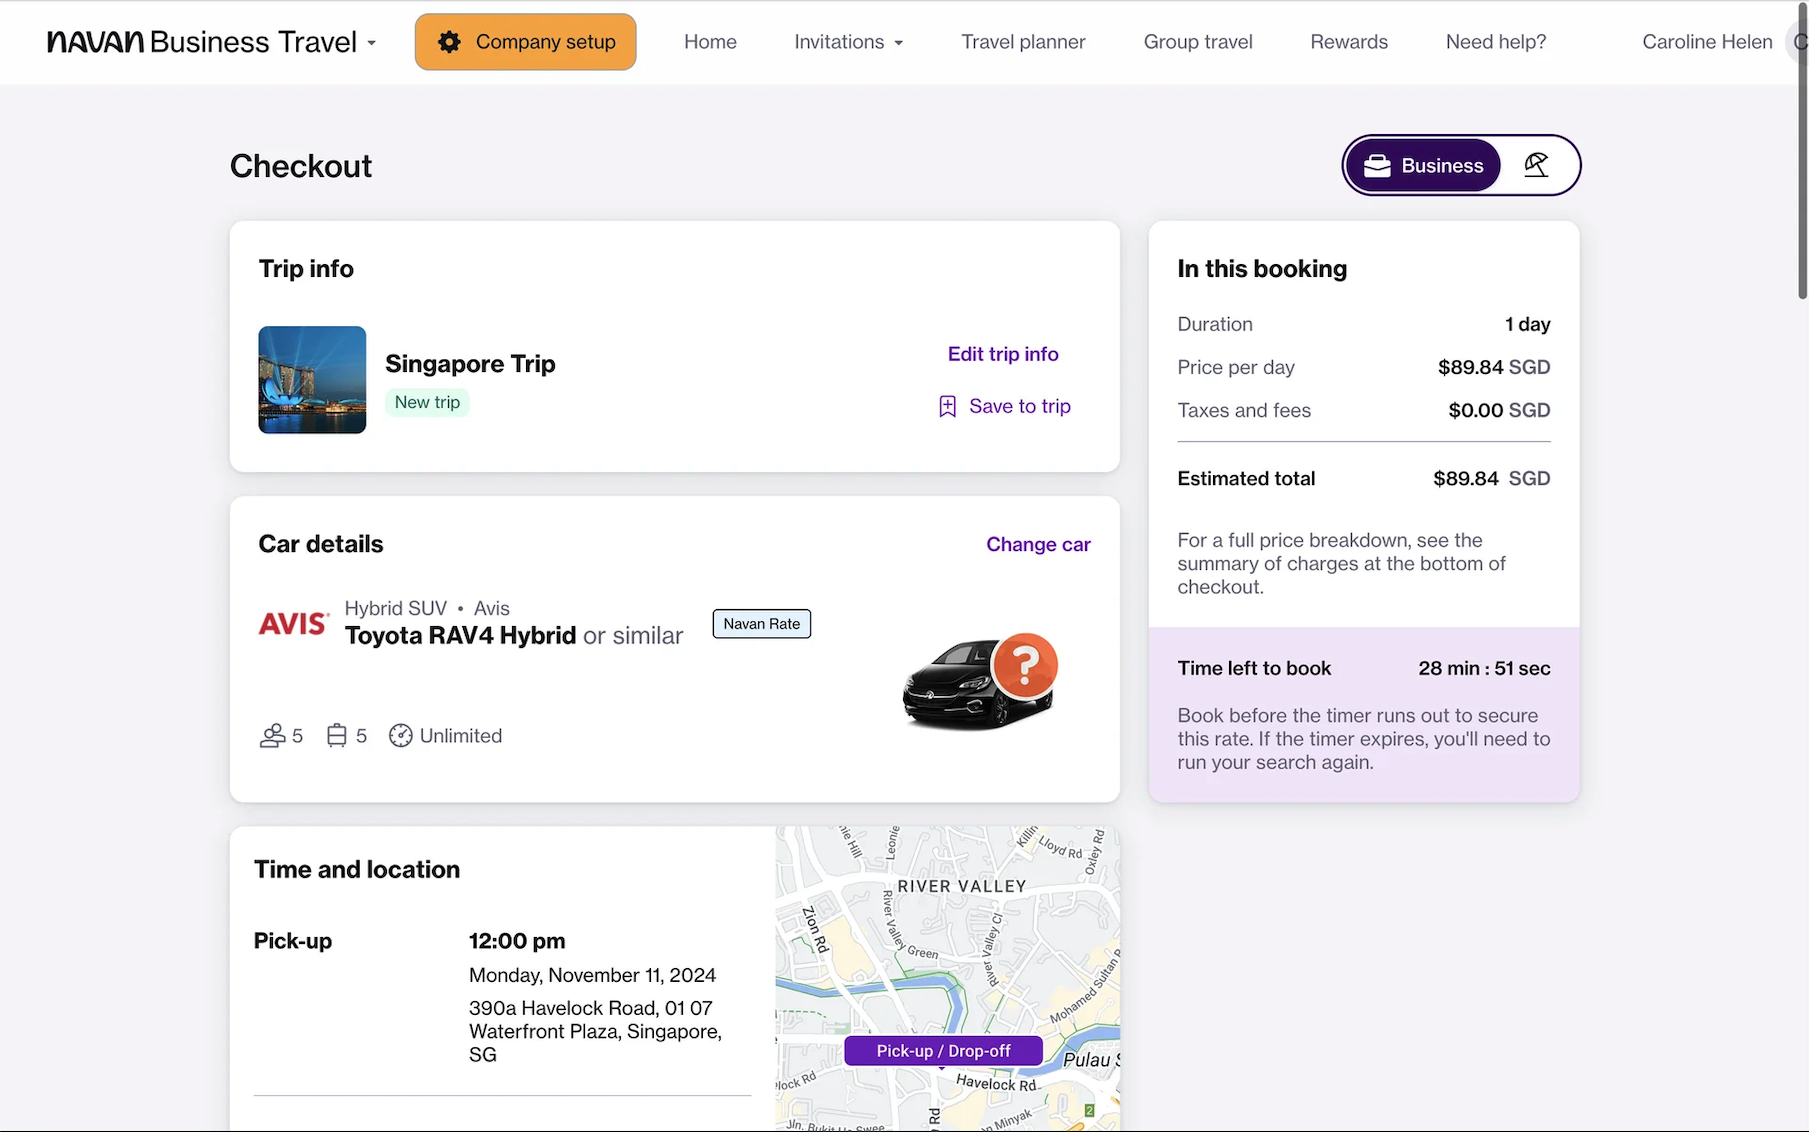 NAVAN Business Travel
Company setup
Home
Invitations
Travel planner
Group travel
Rewards
Need help?
Caroline Helen
C
Checkout
Business
Trip info
Singapore Trip
New trip
Edit trip info
Save to trip
In this booking
Duration 1 day
Price per day $89.84 SGD
Taxes and fees $0.00 SGD
Estimated total $89.84 SGD
For a full price breakdown, see the
summary of charges at the bottom of
checkout.
Time left to book 28 min : 51 sec
Book before the timer runs out to secure
this rate. If the timer expires, you'll need to
run your search again.
Car details
Change car
AVIS
Hybrid SUV • Avis
Toyota RAV4 Hybrid or similar
Navan Rate
?
5 5 Unlimited
Time and location
Pick-up
12:00 pm
Monday, November 11, 2024
390a Havelock Road, 01 07
Waterfront Plaza, Singapore,
SG
nie Hill
Leonie
Killin
Lloyd Rd
Oxley Rd
RIVER VALLEY
Zion Rd
River Valley Green
River Valley Cl
Mohamed Sultan R
Pick-up / Drop-off
Pulau S
Havelock Rd
lock Rd
2
Rd
n Minyak
Jln. Bukit Ho Swee